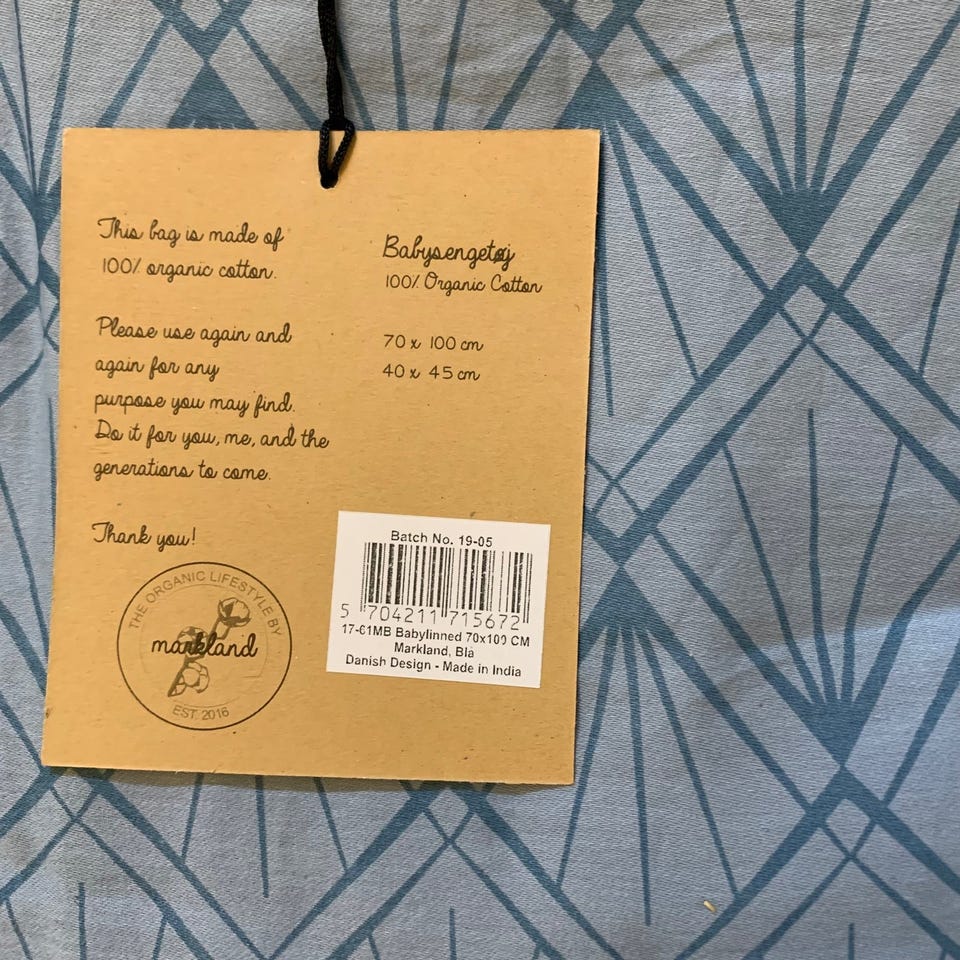 This bag is made of
100% organic cotton.
Please use again and
again for any
purpose you may find.
Do it for you, me, and the
generations to come.
Thank you!
THE ORGANIC LIFESTYLE BY
markland
EST. 2016
Babysengetøj
100% Organic Cotton
70 x 100 cm
40 x 45 cm
Batch No. 19-05
5 704211 715672
17-61MB Babylinned 70x100 CM
Markland, Blå
Danish Design - Made in India